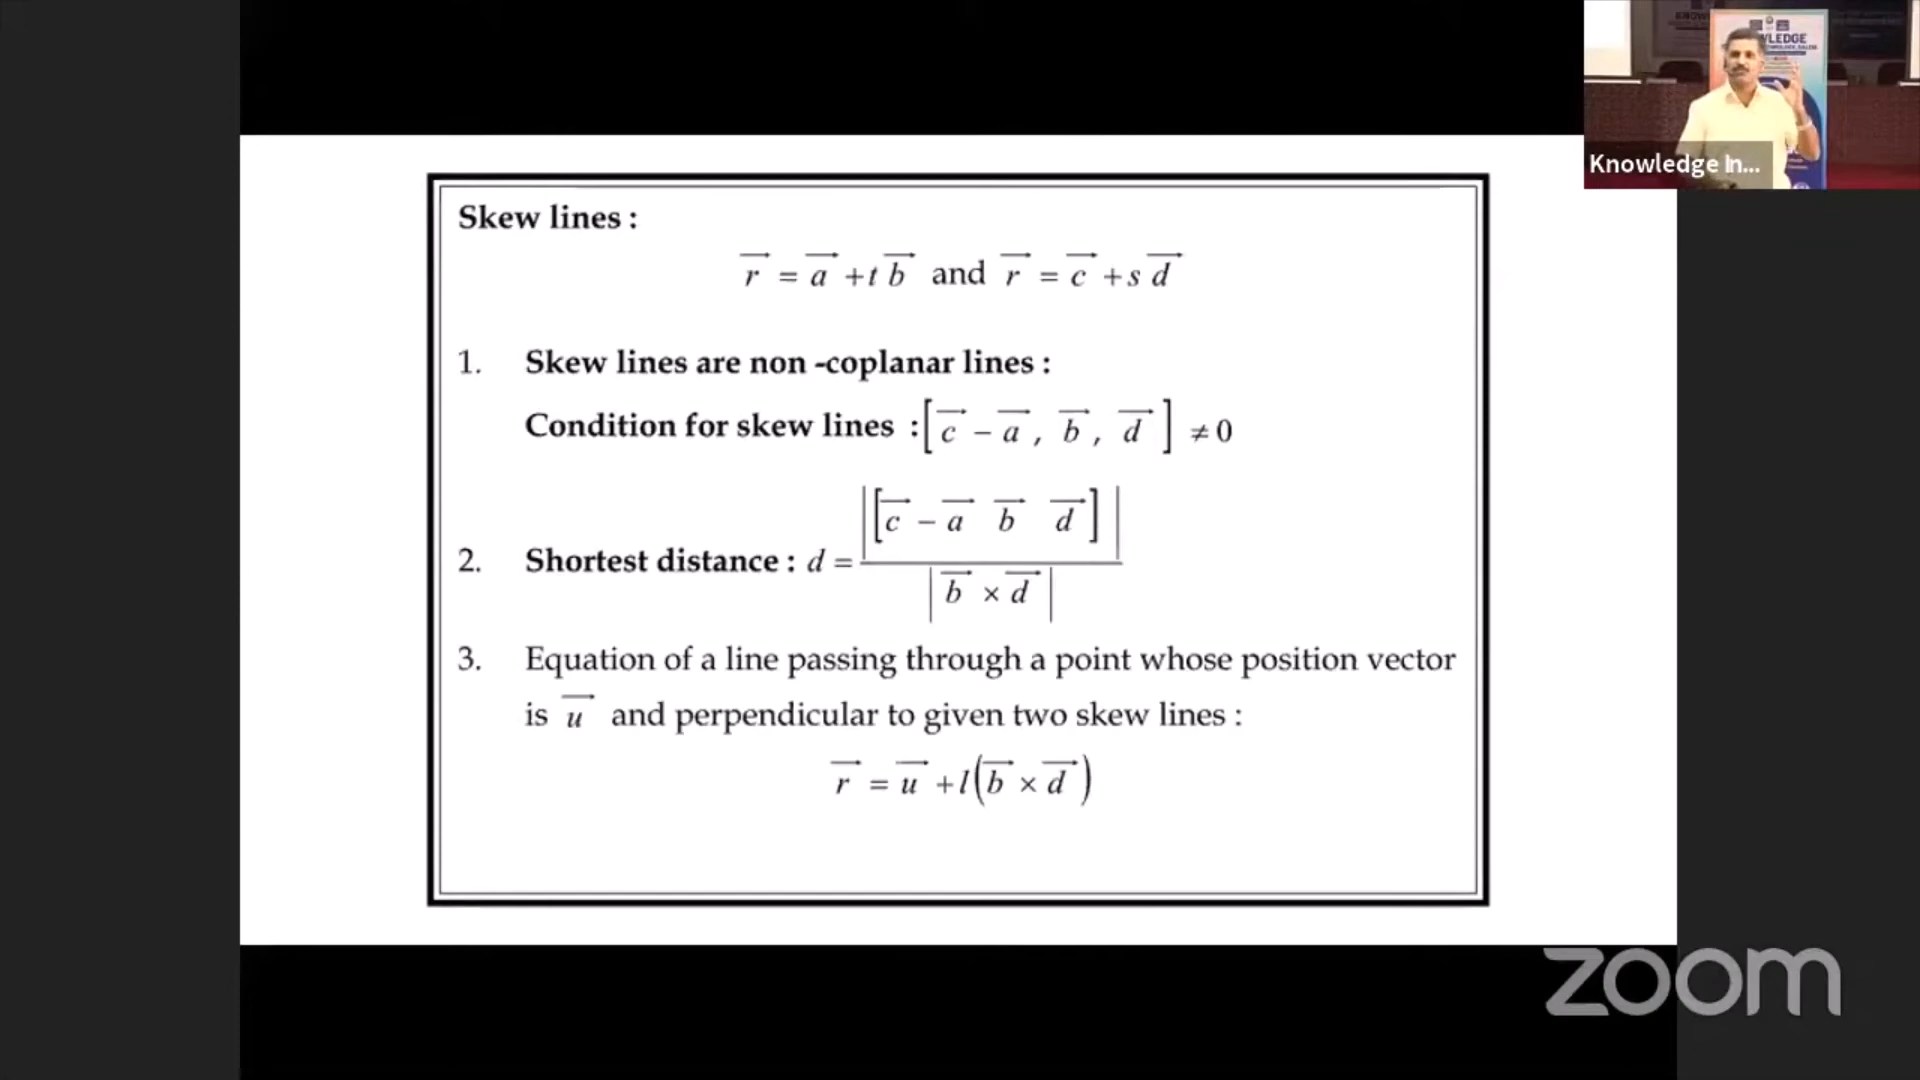 KNOW
WLEDGE
Knowledge In...
Skew lines :
→r = →a + t →b and →r = →c + s →d
1. Skew lines are non -coplanar lines :
Condition for skew lines : [→c − →a , →b , →d] ≠ 0
2. Shortest distance : d = |[→c − →a →b →d]| / |→b × →d|
3. Equation of a line passing through a point whose position vector
is →u and perpendicular to given two skew lines :
→r = →u + l(→b × →d)
zoom